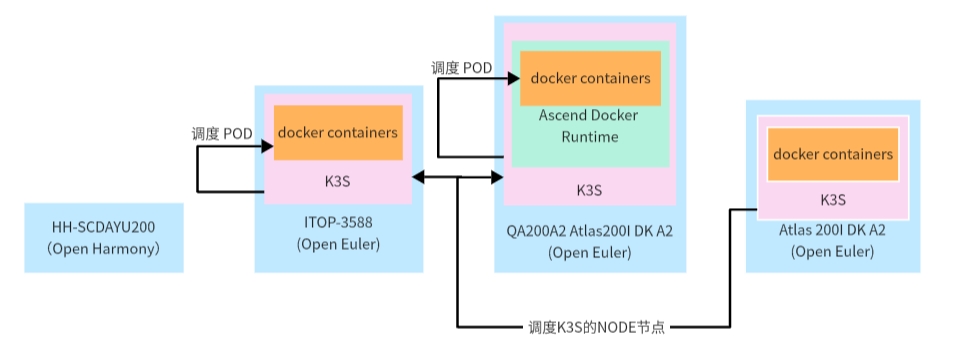 HH-SCDAYU200
（Open Harmony）
调度 POD
docker containers
K3S
ITOP-3588
(Open Euler)
调度 POD
docker containers
Ascend Docker
Runtime
K3S
QA200A2 Atlas200I DK A2
(Open Euler)
docker containers
K3S
Atlas 200I DK A2
(Open Euler)
调度K3S的NODE节点